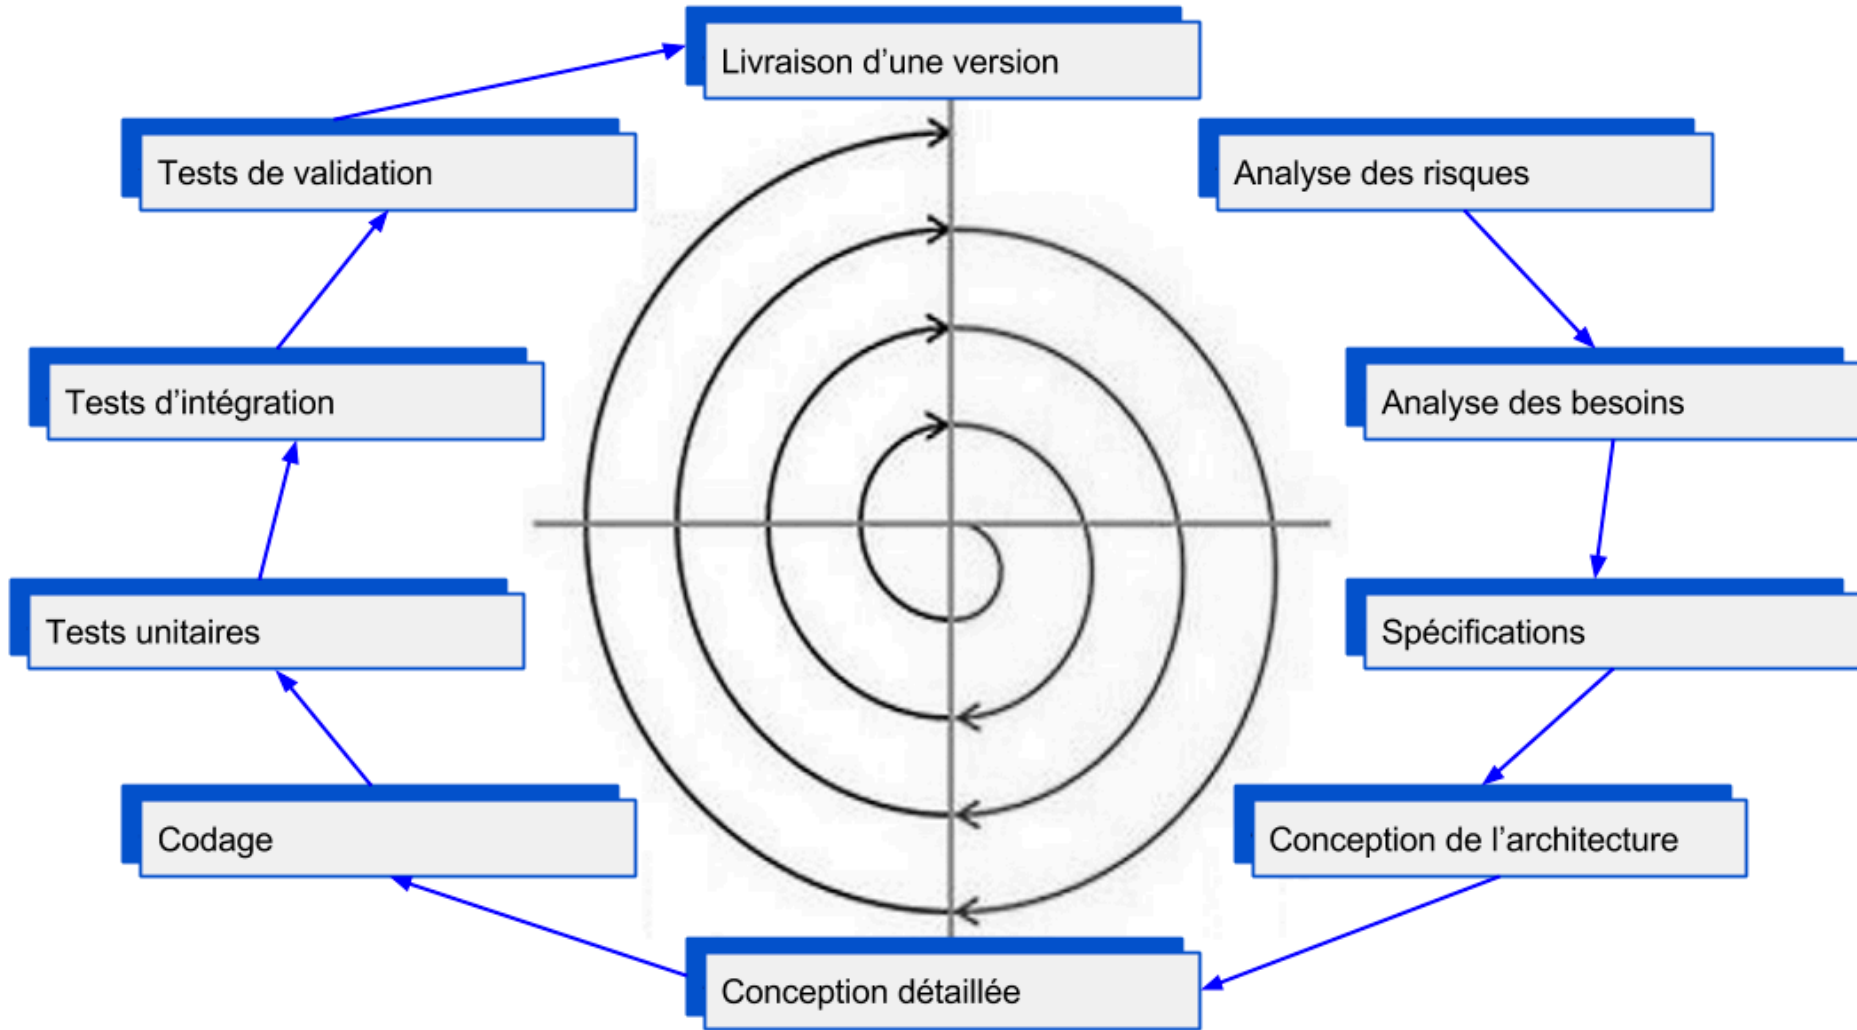 Livraison d’une version
Analyse des risques
Analyse des besoins
Spécifications
Conception de l’architecture
Conception détaillée
Codage
Tests unitaires
Tests d’intégration
Tests de validation